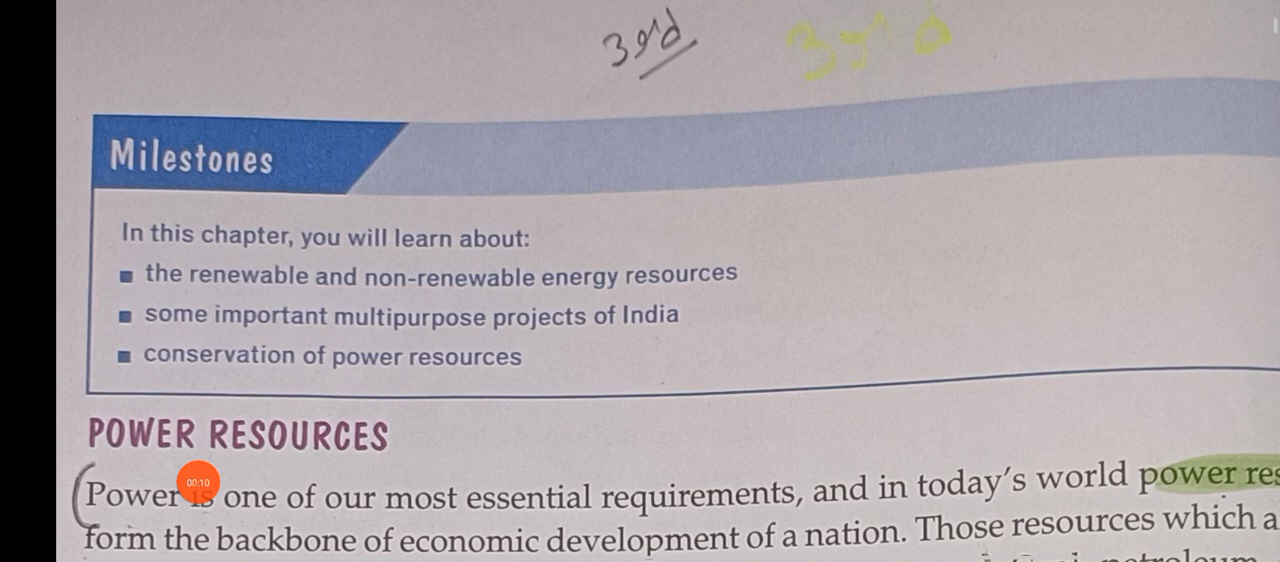 3rd
3rd
Milestones
In this chapter, you will learn about:
■ the renewable and non-renewable energy resources
■ some important multipurpose projects of India
■ conservation of power resources
POWER RESOURCES
00:10
Power is one of our most essential requirements, and in today's world power res
form the backbone of economic development of a nation. Those resources which a
petroleum